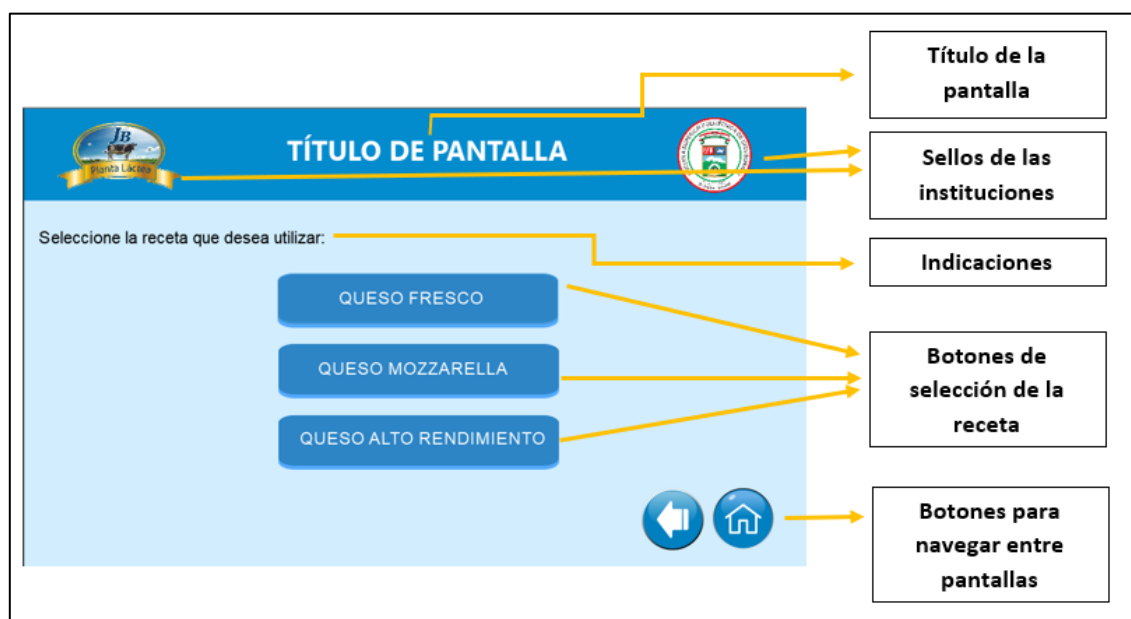 Título de la
pantalla
JB
Planta Láctea
TÍTULO DE PANTALLA
Sellos de las
instituciones
Seleccione la receta que desea utilizar:
Indicaciones
QUESO FRESCO
QUESO MOZZARELLA
QUESO ALTO RENDIMIENTO
Botones de
selección de la
receta
Botones para
navegar entre
pantallas